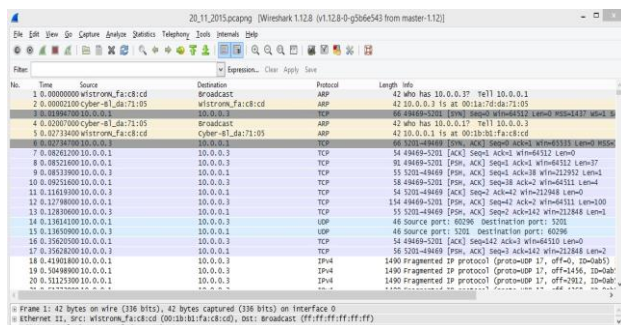 20_11_2015.pcapng [Wireshark 1.12.8 (v1.12.8-0-g5b6e543 from master-1.12)]
File Edit View Go Capture Analyze Statistics Telephony Tools Internals Help
Filter: Expression... Clear Apply Save
No. Time Source Destination Protocol Length Info
1 0.00000000 WistronN_fa:c8:cd Broadcast ARP 42 Who has 10.0.0.3? Tell 10.0.0.1
2 0.00002100 Cyber-Bl_da:71:05 WistronN_fa:c8:cd ARP 42 10.0.0.3 is at 00:1a:7d:da:71:05
3 0.01994700 10.0.0.1 10.0.0.3 TCP 66 49469→5201 [SYN] Seq=0 Win=64512 Len=0 MSS=1437 WS=1
4 0.02007000 Cyber-Bl_da:71:05 Broadcast ARP 42 Who has 10.0.0.1? Tell 10.0.0.3
5 0.02733400 WistronN_fa:c8:cd Cyber-Bl_da:71:05 ARP 42 10.0.0.1 is at 00:1b:b1:fa:c8:cd
6 0.02734700 10.0.0.3 10.0.0.1 TCP 66 5201→49469 [SYN, ACK] Seq=0 Ack=1 Win=65535 Len=0 MSS=
7 0.08261200 10.0.0.1 10.0.0.3 TCP 54 49469→5201 [ACK] Seq=1 Ack=1 Win=64512 Len=0
8 0.08521600 10.0.0.1 10.0.0.3 TCP 91 49469→5201 [PSH, ACK] Seq=1 Ack=1 Win=64512 Len=37
9 0.08533900 10.0.0.3 10.0.0.1 TCP 55 5201→49469 [PSH, ACK] Seq=1 Ack=38 Win=212952 Len=1
10 0.09251600 10.0.0.1 10.0.0.3 TCP 58 49469→5201 [PSH, ACK] Seq=38 Ack=2 Win=64511 Len=4
11 0.11619300 10.0.0.3 10.0.0.1 TCP 54 5201→49469 [ACK] Seq=2 Ack=42 Win=212948 Len=0
12 0.12798000 10.0.0.1 10.0.0.3 TCP 154 49469→5201 [PSH, ACK] Seq=42 Ack=2 Win=64511 Len=100
13 0.12830600 10.0.0.3 10.0.0.1 TCP 55 5201→49469 [PSH, ACK] Seq=2 Ack=142 Win=212848 Len=1
14 0.13614100 10.0.0.1 10.0.0.3 UDP 46 Source port: 60296 Destination port: 5201
15 0.13650900 10.0.0.3 10.0.0.1 UDP 46 Source port: 5201 Destination port: 60296
16 0.35620500 10.0.0.1 10.0.0.3 TCP 54 49469→5201 [ACK] Seq=142 Ack=3 Win=64510 Len=0
17 0.35628200 10.0.0.3 10.0.0.1 TCP 56 5201→49469 [PSH, ACK] Seq=3 Ack=142 Win=212848 Len=2
18 0.41901800 10.0.0.1 10.0.0.3 IPv4 1490 Fragmented IP protocol (proto=UDP 17, off=0, ID=0ab5)
19 0.50498900 10.0.0.1 10.0.0.3 IPv4 1490 Fragmented IP protocol (proto=UDP 17, off=1456, ID=0ab
20 0.51125300 10.0.0.1 10.0.0.3 IPv4 1490 Fragmented IP protocol (proto=UDP 17, off=2912, ID=0ab
Frame 1: 42 bytes on wire (336 bits), 42 bytes captured (336 bits) on interface 0
Ethernet II, Src: WistronN_fa:c8:cd (00:1b:b1:fa:c8:cd), Dst: Broadcast (ff:ff:ff:ff:ff:ff)